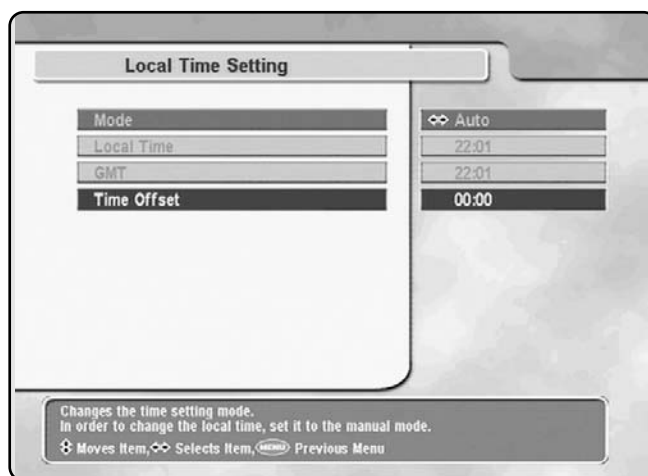 Local Time Setting
Mode Auto
Local Time 22:01
GMT 22:01
Time Offset 00:00
Changes the time setting mode.
In order to change the local time, set it to the manual mode.
Moves Item, Selects Item, MENU Previous Menu